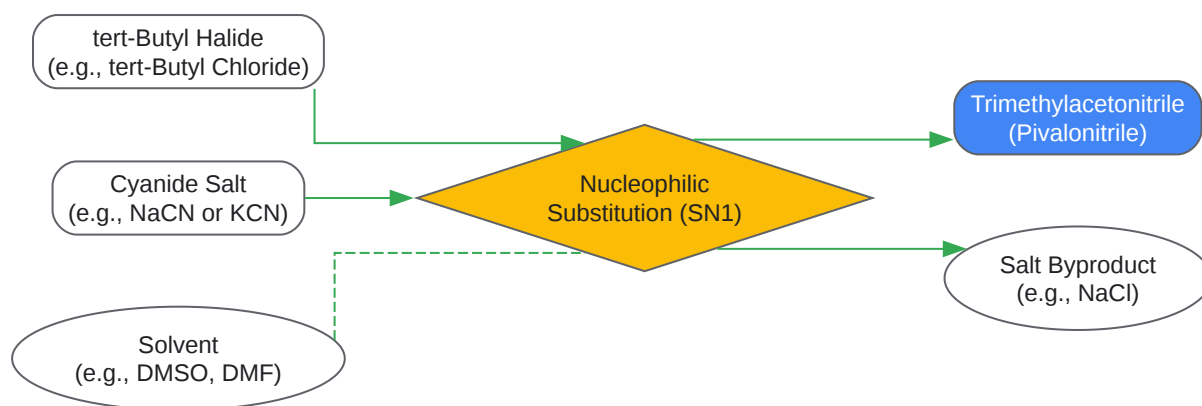 tert-Butyl Halide
(e.g., tert-Butyl Chloride)
Cyanide Salt
(e.g., NaCN or KCN)
Solvent
(e.g., DMSO, DMF)
Nucleophilic
Substitution (SN1)
Trimethylacetonitrile
(Pivalonitrile)
Salt Byproduct
(e.g., NaCl)